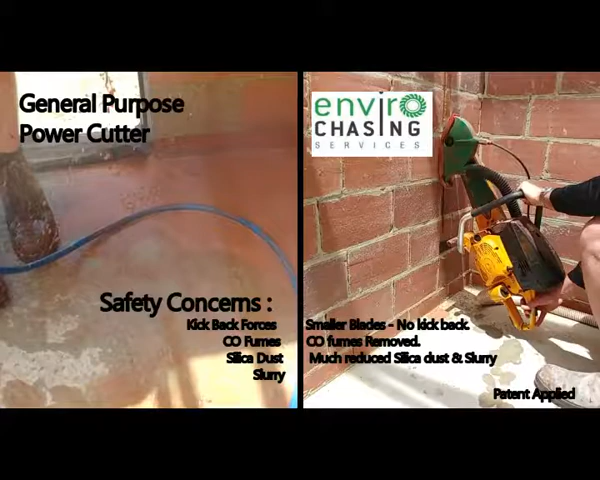 General Purpose
Power Cutter
Safety Concerns :
Kick Back Forces
CO Fumes
Silica Dust
Slurry
enviro
CHASING
SERVICES
Smaller Blades - No kick back.
CO fumes Removed.
Much reduced Silica dust & Slurry
Patent Applied